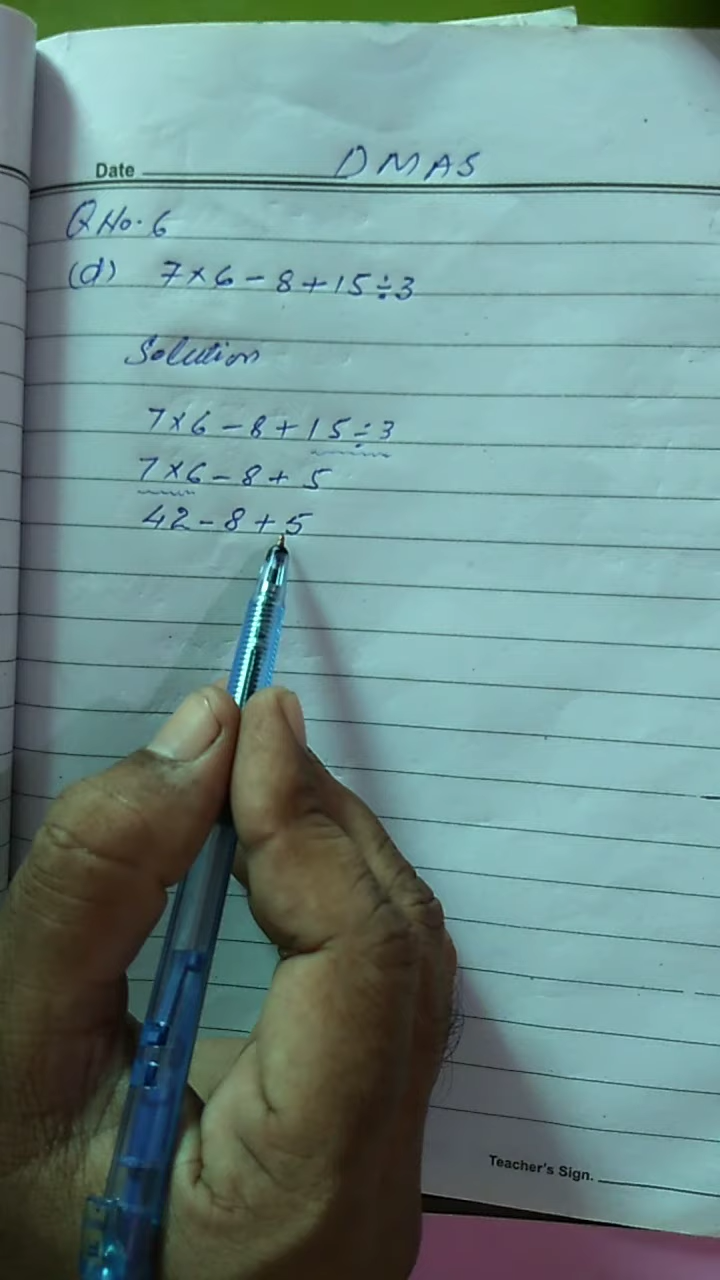 Date DMAS
Q No. 6
(d) 7×6-8+15÷3
Solution
7×6-8+15÷3
7×6-8+5
42-8+5
Teacher's Sign.